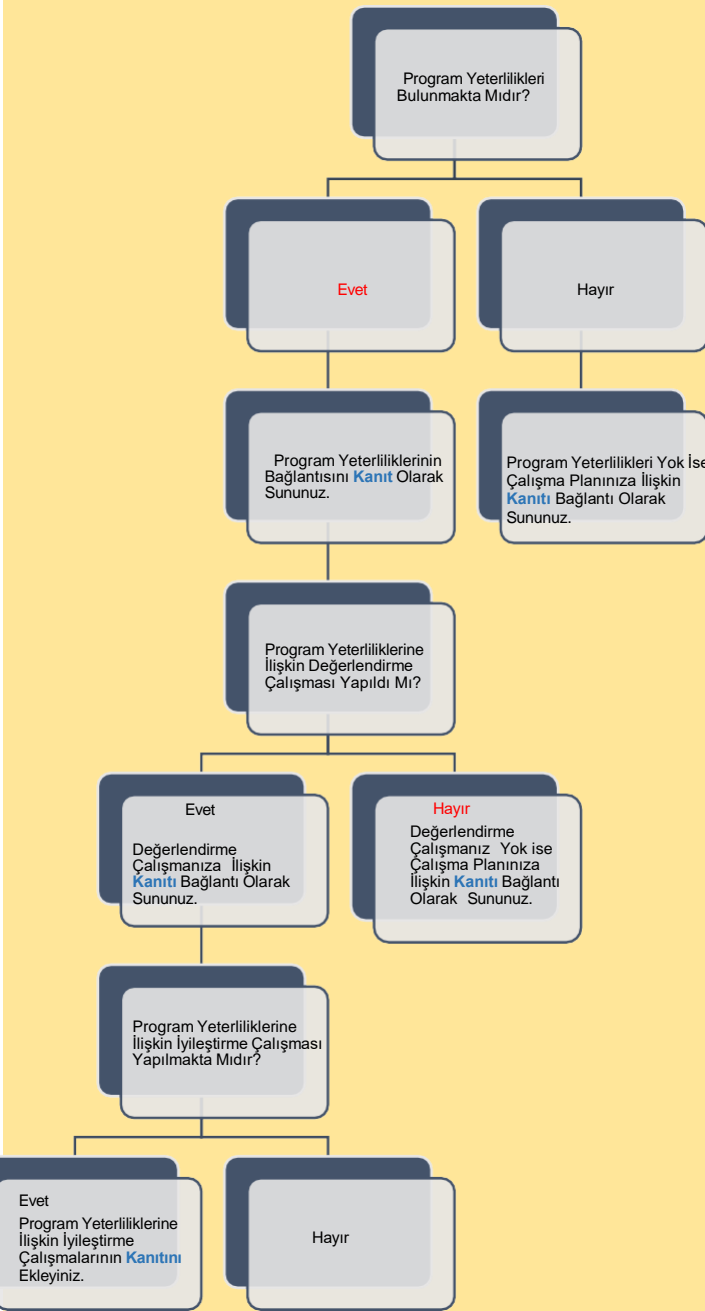 Program Yeterlilikleri
Bulunmakta Mıdır?
Evet
Hayır
Program Yeterliliklerinin
Bağlantısını Kanıt Olarak
Sununuz.
Program Yeterlilikleri Yok İse
Çalışma Planınıza İlişkin
Kanıtı Bağlantı Olarak
Sununuz.
Program Yeterliliklerine
İlişkin Değerlendirme
Çalışması Yapıldı Mı?
Evet
Değerlendirme
Çalışmanıza İlişkin
Kanıtı Bağlantı Olarak
Sununuz.
Hayır
Değerlendirme
Çalışmanız Yok ise
Çalışma Planınıza
İlişkin Kanıtı Bağlantı
Olarak Sununuz.
Program Yeterliliklerine
İlişkin İyileştirme Çalışması
Yapılmakta Mıdır?
Evet
Program Yeterliliklerine
İlişkin İyileştirme
Çalışmalarının Kanıtını
Ekleyiniz.
Hayır